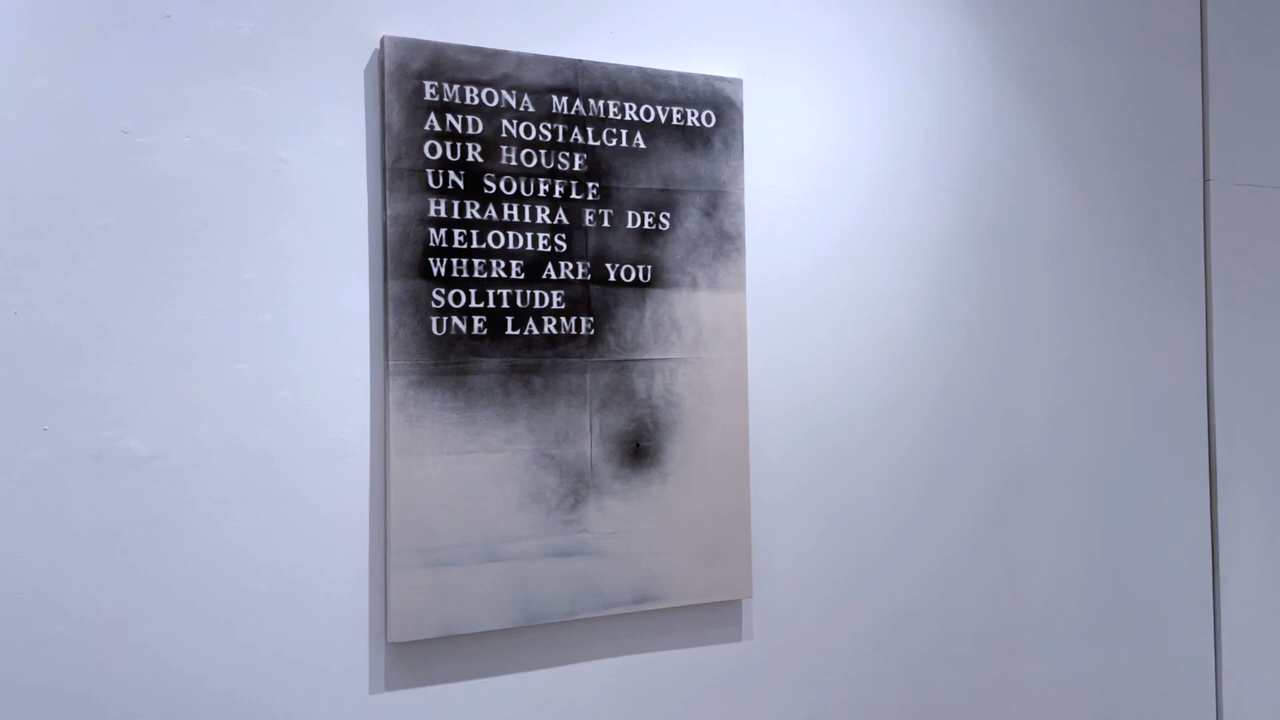 EMBONA MAMEROVERO
AND NOSTALGIA
OUR HOUSE
UN SOUFFLE
HIRAHIRA ET DES
MELODIES
WHERE ARE YOU
SOLITUDE
UNE LARME